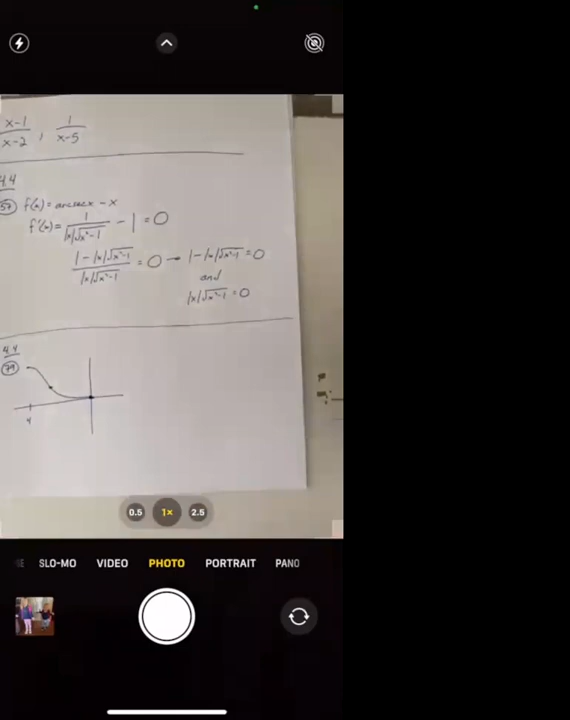 x-1
x-2 , 1
x-5
4.4
57 f(x) = arcsecx - x
f'(x) = 1
|x|√x²-1 - 1 = 0
1 - |x|√x²-1
|x|√x²-1 = 0 → 1 - |x|√x²-1 = 0
and
|x|√x²-1 = 0
4.4
79
4
0.5 1× 2.5
SLO-MO VIDEO PHOTO PORTRAIT PANO